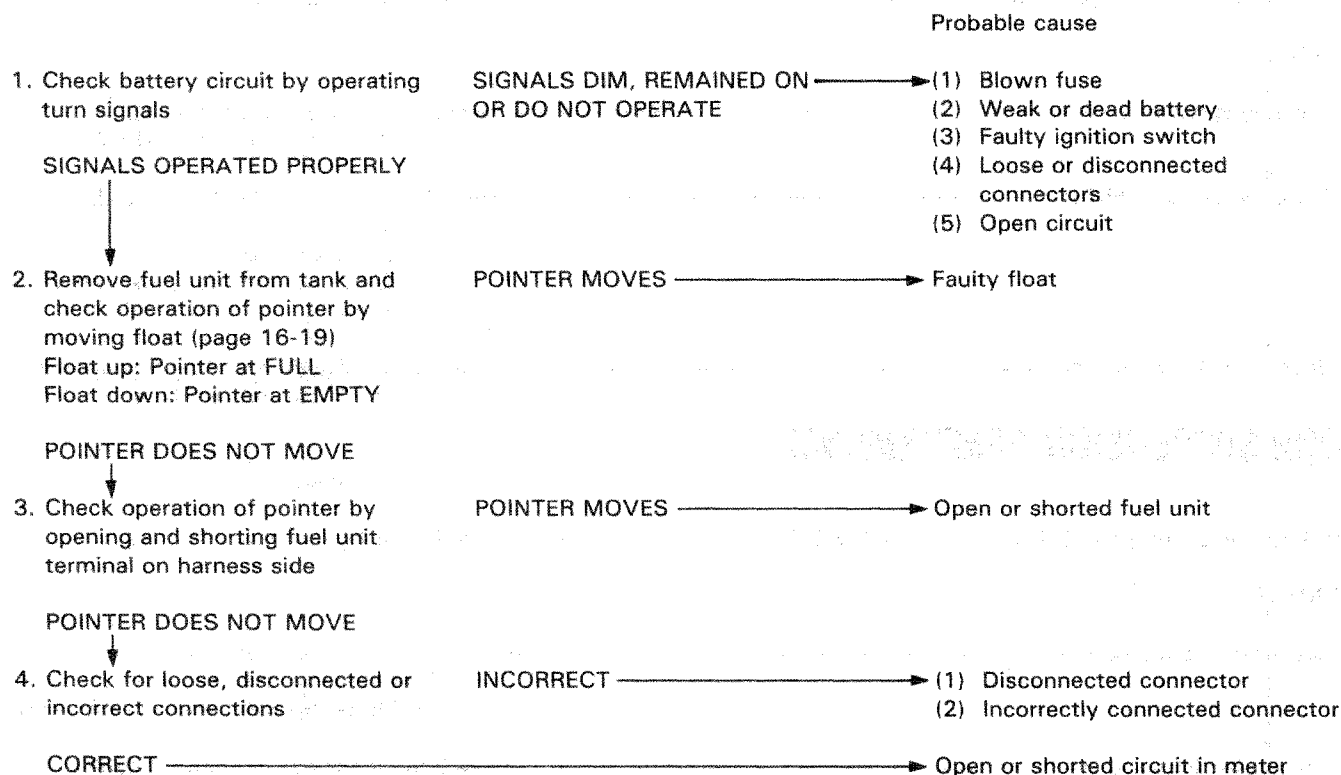 Probable cause
1. Check battery circuit by operating
turn signals
SIGNALS DIM, REMAINED ON
OR DO NOT OPERATE
(1) Blown fuse
(2) Weak or dead battery
(3) Faulty ignition switch
(4) Loose or disconnected
connectors
(5) Open circuit
SIGNALS OPERATED PROPERLY
2. Remove fuel unit from tank and
check operation of pointer by
moving float (page 16-19)
Float up: Pointer at FULL
Float down: Pointer at EMPTY
POINTER MOVES
Fauity float
POINTER DOES NOT MOVE
3. Check operation of pointer by
opening and shorting fuel unit
terminal on harness side
POINTER MOVES
Open or shorted fuel unit
POINTER DOES NOT MOVE
4. Check for loose, disconnected or
incorrect connections
INCORRECT
(1) Disconnected connector
(2) Incorrectly connected connector
CORRECT
Open or shorted circuit in meter